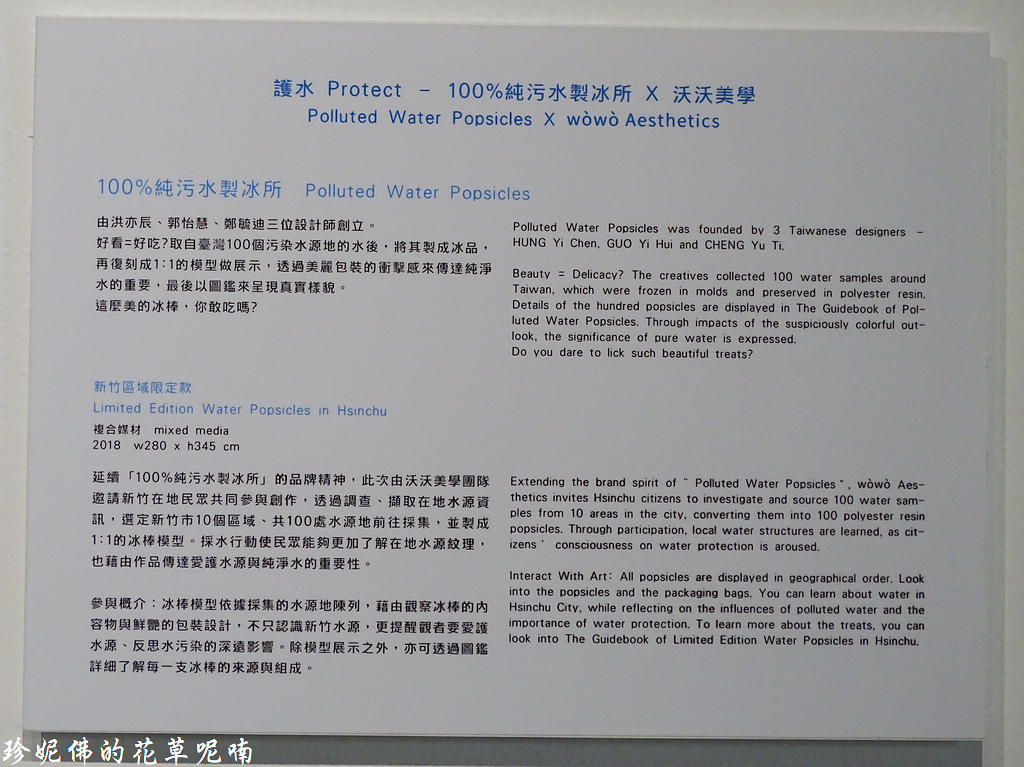 護水 Protect － 100%純污水製冰所 X 沃沃美學
Polluted Water Popsicles X wòwò Aesthetics
100%純污水製冰所 Polluted Water Popsicles
由洪亦辰、郭怡慧、鄭毓迪三位設計師創立。
好看=好吃?取自臺灣100個污染水源地的水後，將其製成冰品，
再復刻成1:1的模型做展示，透過美麗包裝的衝擊感來傳達純淨
水的重要，最後以圖鑑來呈現真實樣貌。
這麼美的冰棒，你敢吃嗎?
Polluted Water Popsicles was founded by 3 Taiwanese designers –
HUNG Yi Chen, GUO Yi Hui and CHENG Yu Ti.
Beauty = Delicacy? The creatives collected 100 water samples around
Taiwan, which were frozen in molds and preserved in polyester resin.
Details of the hundred popsicles are displayed in The Guidebook of Pol-
luted Water Popsicles. Through impacts of the suspiciously colorful out-
look, the significance of pure water is expressed.
Do you dare to lick such beautiful treats?
新竹區域限定款
Limited Edition Water Popsicles in Hsinchu
複合媒材 mixed media
2018 w280 x h345 cm
延續「100%純污水製冰所」的品牌精神，此次由沃沃美學團隊
邀請新竹在地民眾共同參與創作，透過調查、擷取在地水源資
訊，選定新竹市10個區域、共100處水源地前往採集，並製成
1:1的冰棒模型。採水行動使民眾能夠更加了解在地水源紋理，
也藉由作品傳達愛護水源與純淨水的重要性。
參與概介：冰棒模型依據採集的水源地陳列，藉由觀察冰棒的內
容物與鮮艷的包裝設計，不只認識新竹水源，更提醒觀者要愛護
水源、反思水污染的深遠影響。除模型展示之外，亦可透過圖鑑
詳細了解每一支冰棒的來源與組成。
Extending the brand spirit of " Polluted Water Popsicles ", wòwò Aes-
thetics invites Hsinchu citizens to investigate and source 100 water sam-
ples from 10 areas in the city, converting them into 100 polyester resin
popsicles. Through participation, local water structures are learned, as cit-
izens ' consciousness on water protection is aroused.
Interact With Art: All popsicles are displayed in geographical order. Look
into the popsicles and the packaging bags. You can learn about water in
Hsinchu City, while reflecting on the influences of polluted water and the
importance of water protection. To learn more about the treats, you can
look into The Guidebook of Limited Edition Water Popsicles in Hsinchu.
珍妮佛的花草呢喃